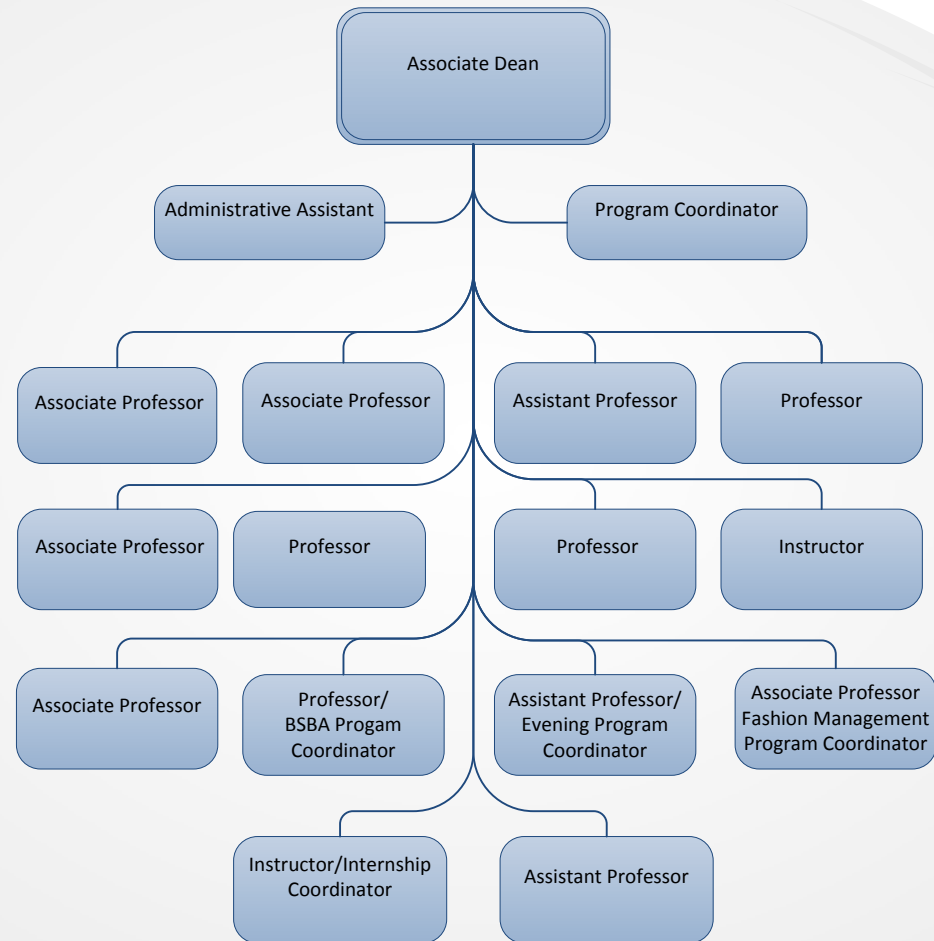 Associate Dean
Administrative Assistant
Program Coordinator
Associate Professor
Associate Professor
Assistant Professor
Professor
Associate Professor
Professor
Professor
Instructor
Associate Professor
Professor/
BSBA Progam
Coordinator
Assistant Professor/
Evening Program
Coordinator
Associate Professor
Fashion Management
Program Coordinator
Instructor/Internship
Coordinator
Assistant Professor